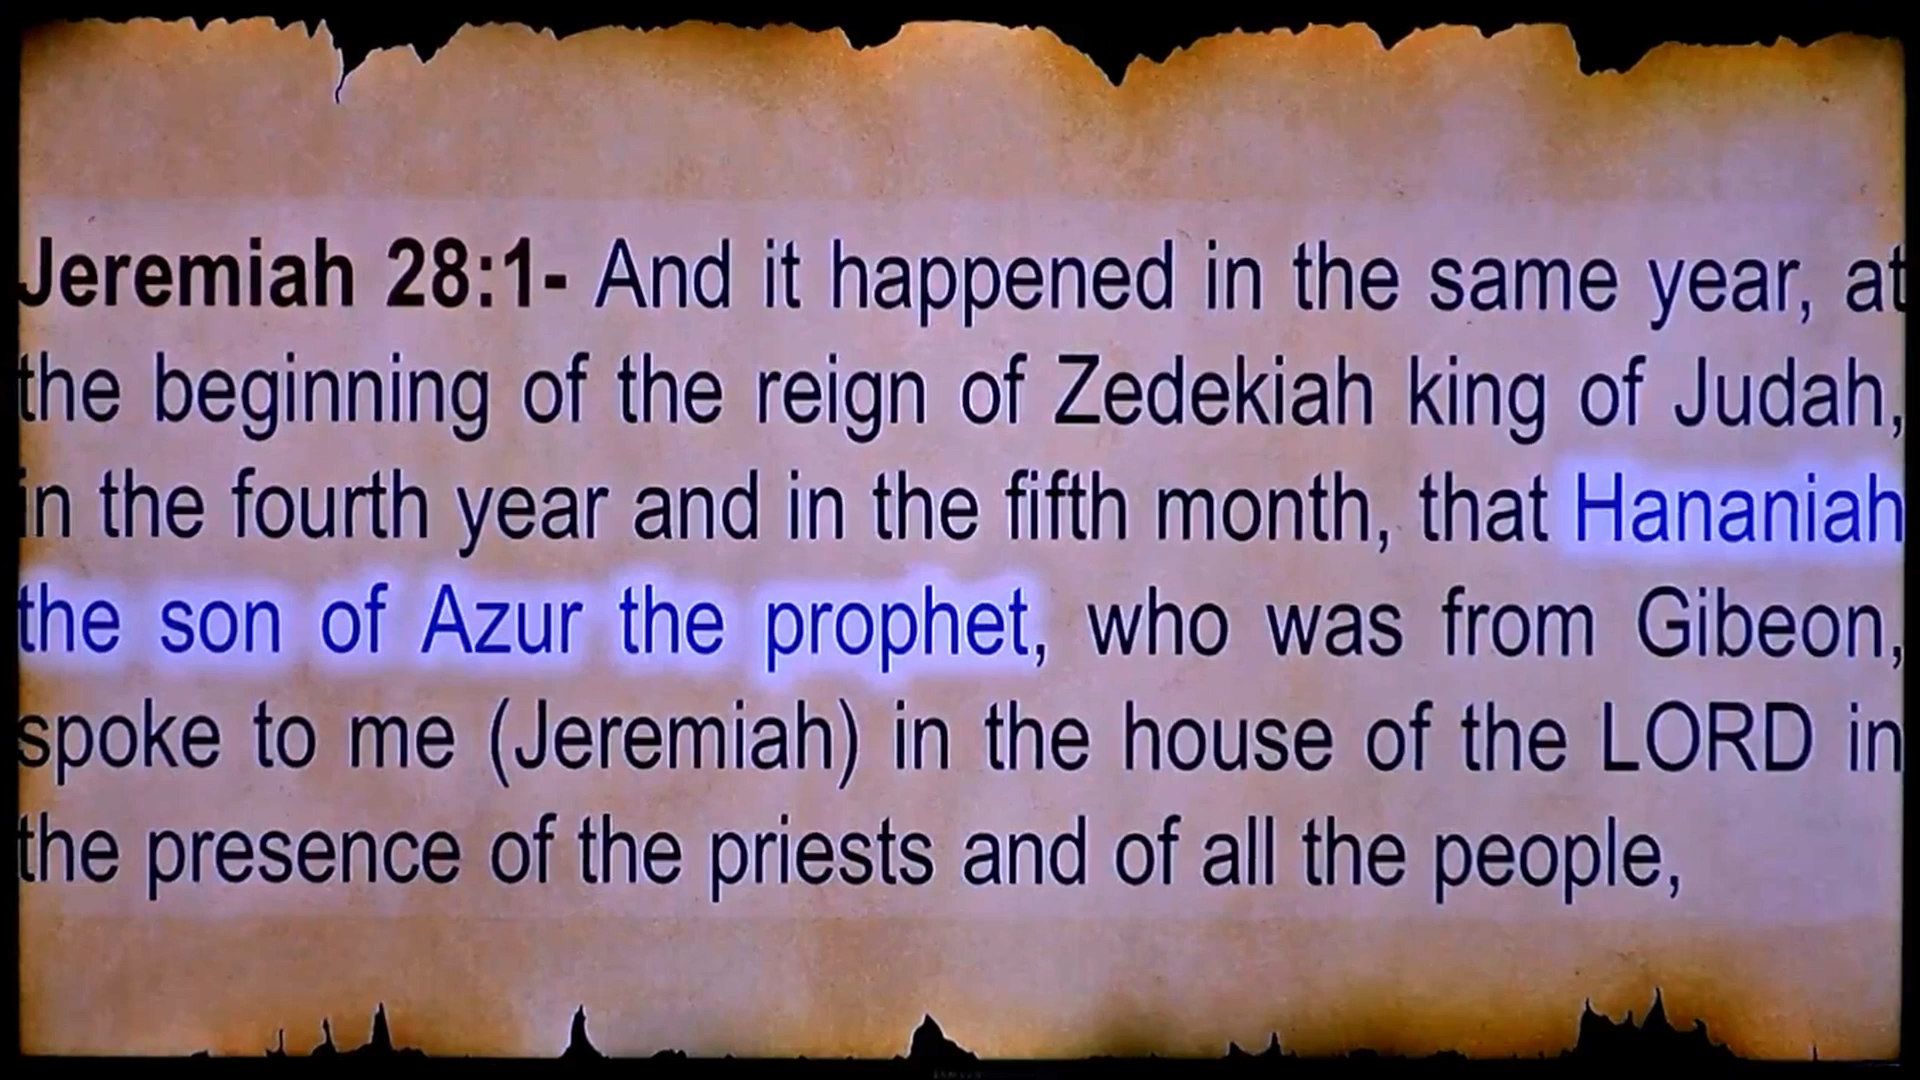 Jeremiah 28:1- And it happened in the same year, at
the beginning of the reign of Zedekiah king of Judah,
in the fourth year and in the fifth month, that Hananiah
the son of Azur the prophet, who was from Gibeon,
spoke to me (Jeremiah) in the house of the LORD in
the presence of the priests and of all the people,